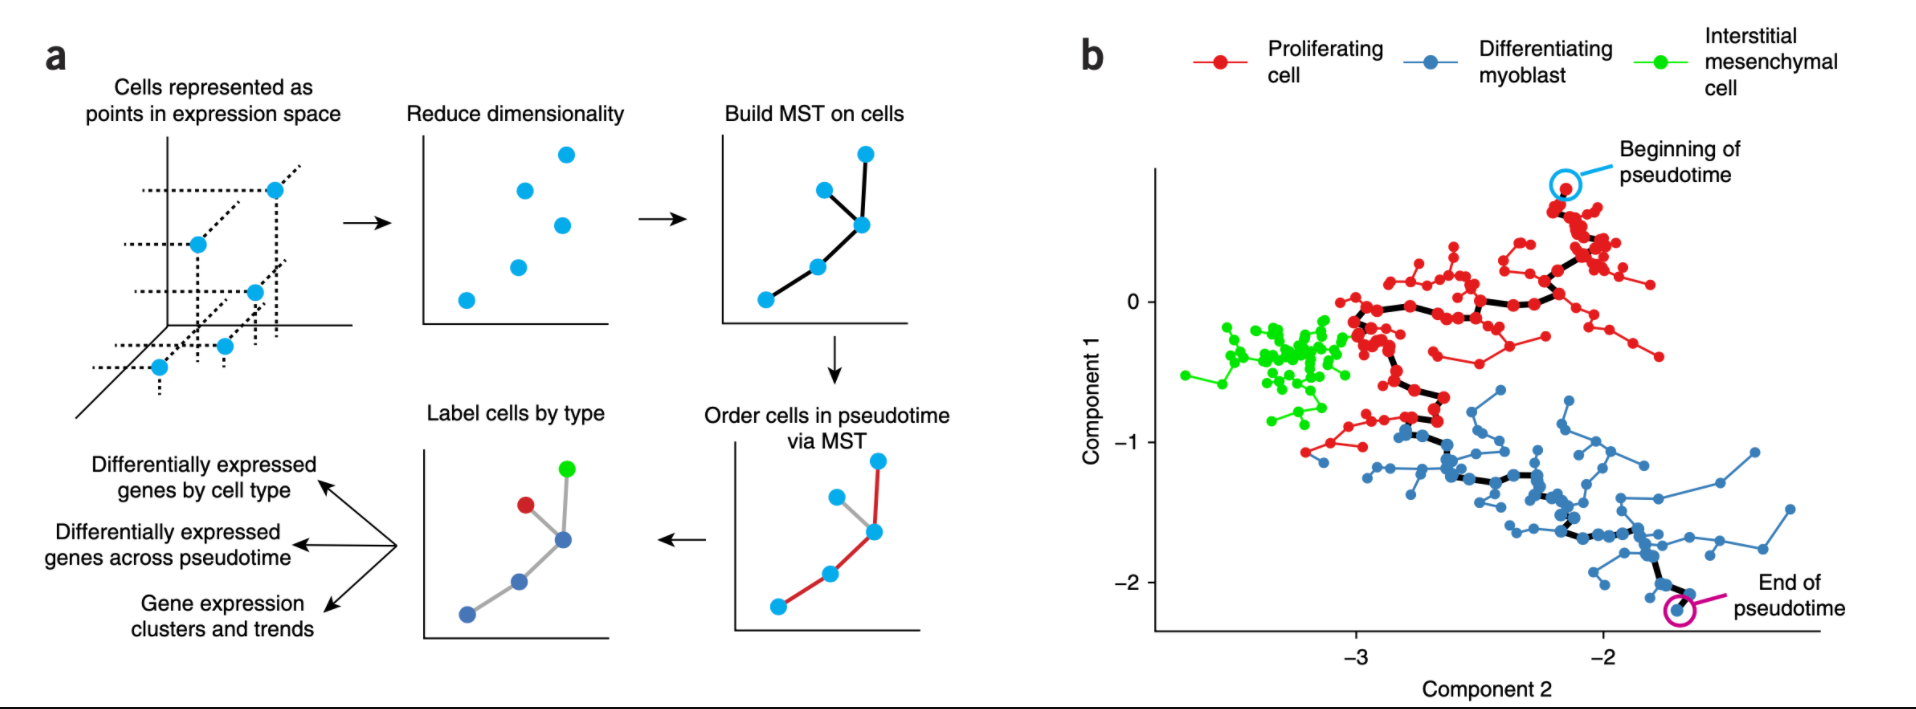 a
Cells represented as
points in expression space
Reduce dimensionality
Build MST on cells
Order cells in pseudotime
via MST
Label cells by type
Differentially expressed
genes by cell type
Differentially expressed
genes across pseudotime
Gene expression
clusters and trends
b
Proliferating
cell
Differentiating
myoblast
Interstitial
mesenchymal
cell
Beginning of
pseudotime
0
−1
−2
Component 1
End of
pseudotime
−3
−2
Component 2